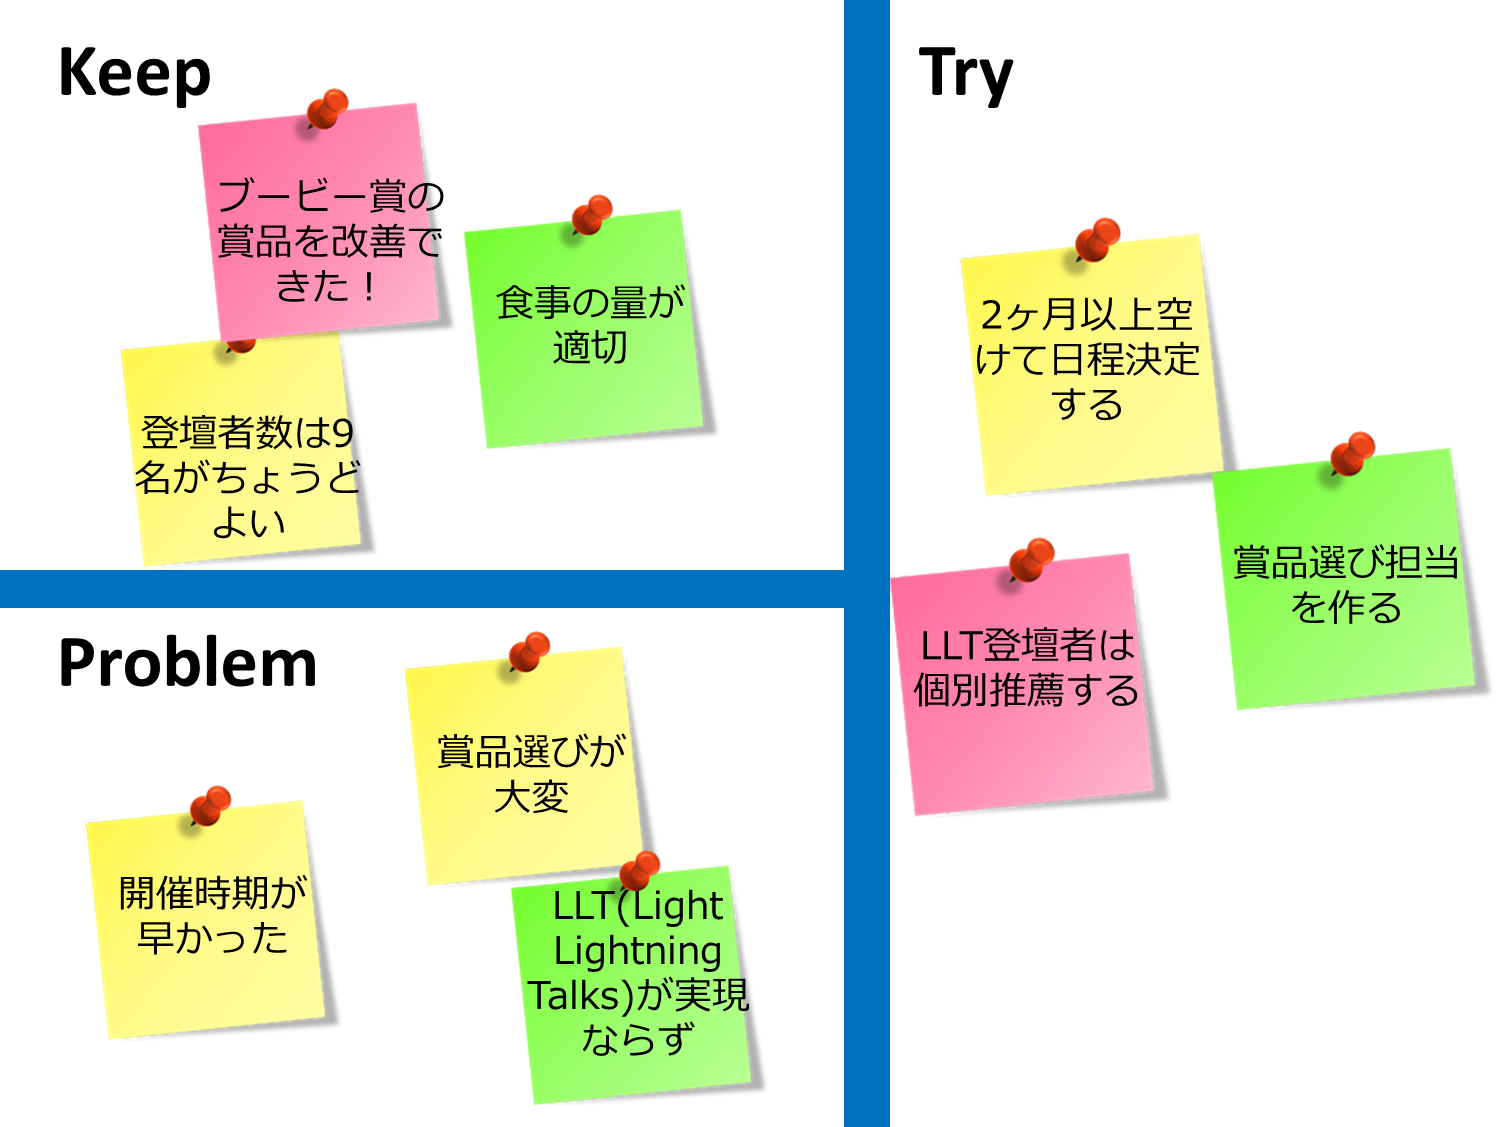 Keep
ブービー賞の
賞品を改善で
きた！
食事の量が
適切
登壇者数は9
名がちょうど
よい
Problem
賞品選びが
大変
開催時期が
早かった
LLT(Light
Lightning
Talks)が実現
ならず
Try
2ヶ月以上空
けて日程決定
する
賞品選び担当
を作る
LLT登壇者は
個別推薦する